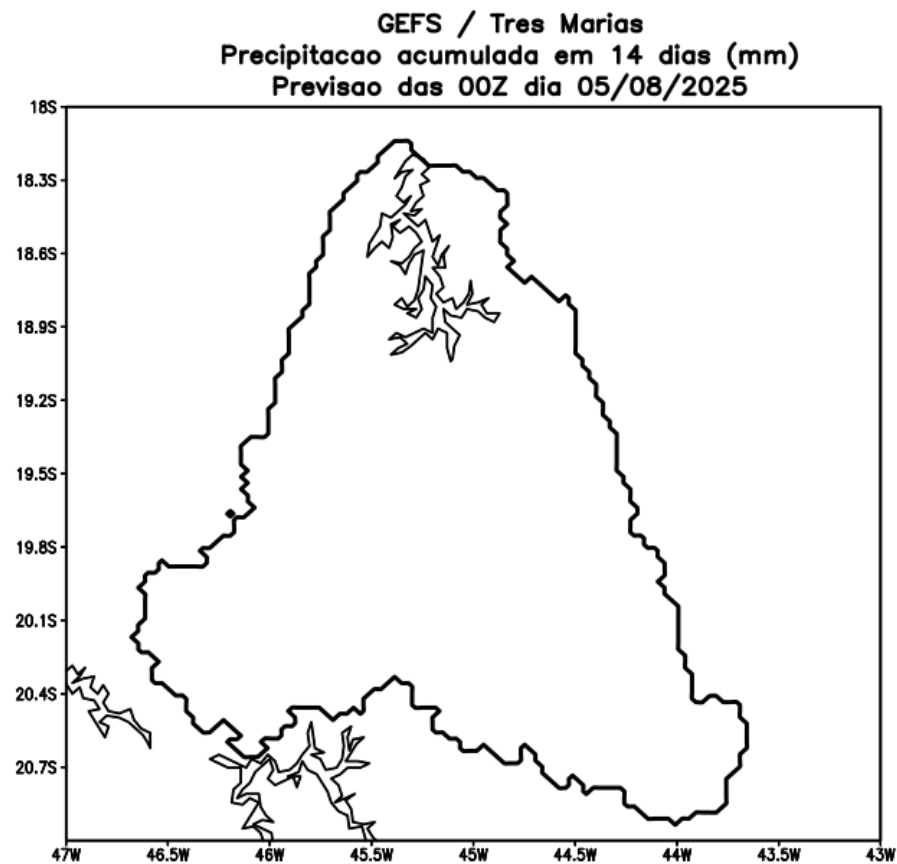 GEFS / Tres Marias
Precipitacao acumulada em 14 dias (mm)
Previsao das 00Z dia 05/08/2025
18S
18.3S
18.6S
18.9S
19.2S
19.5S
19.8S
20.1S
20.4S
20.7S
47W 46.5W 46W 45.5W 45W 44.5W 44W 43.5W 43W